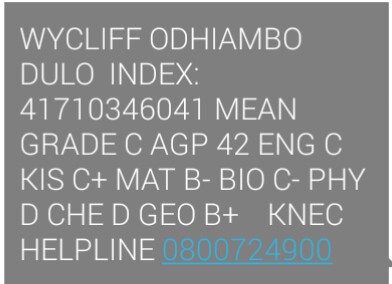 WYCLIFF ODHIAMBO
DULO  INDEX:
41710346041 MEAN
GRADE C AGP 42 ENG C
KIS C+ MAT B- BIO C- PHY
D CHE D GEO B+    KNEC
HELPLINE 0800724900